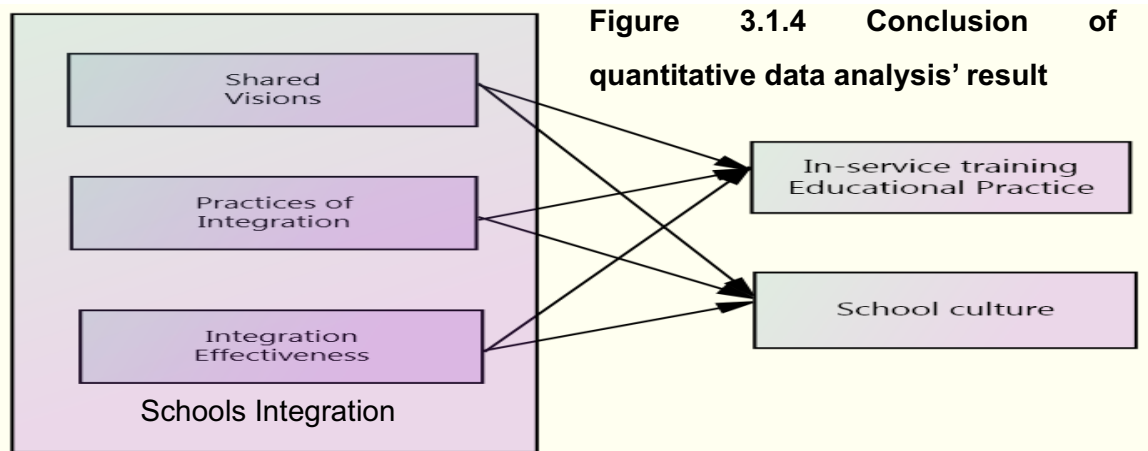 Figure 3.1.4 Conclusion of
quantitative data analysis’ result
Shared
Visions
Practices of
Integration
Integration
Effectiveness
Schools Integration
In-service training
Educational Practice
School culture